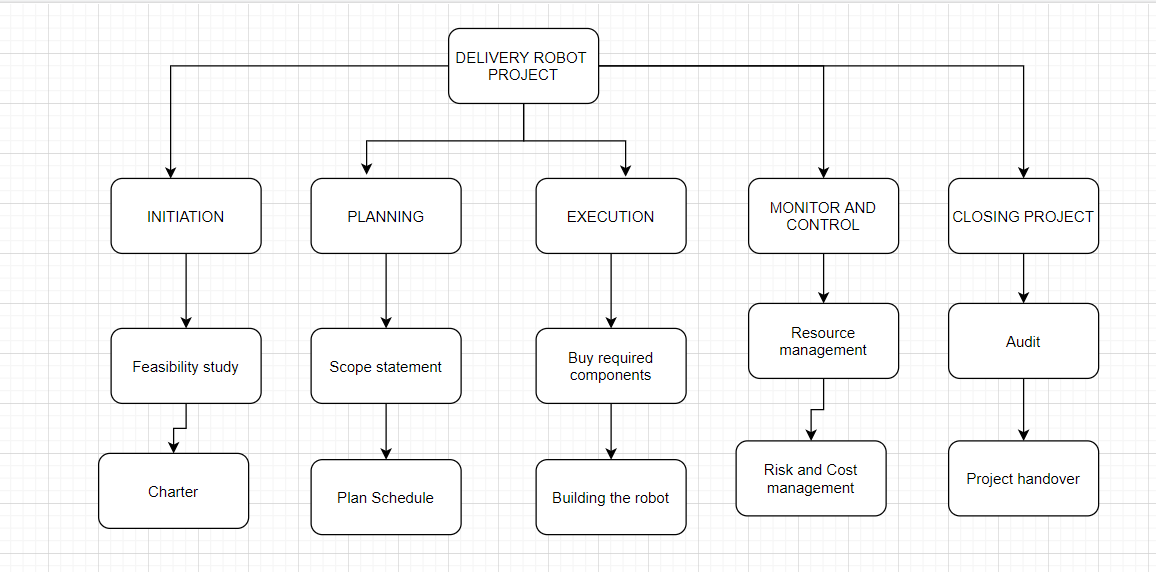 DELIVERY ROBOT
PROJECT
INITIATION
PLANNING
EXECUTION
MONITOR AND
CONTROL
CLOSING PROJECT
Feasibility study
Scope statement
Buy required
components
Resource
management
Audit
Charter
Plan Schedule
Building the robot
Risk and Cost
management
Project handover